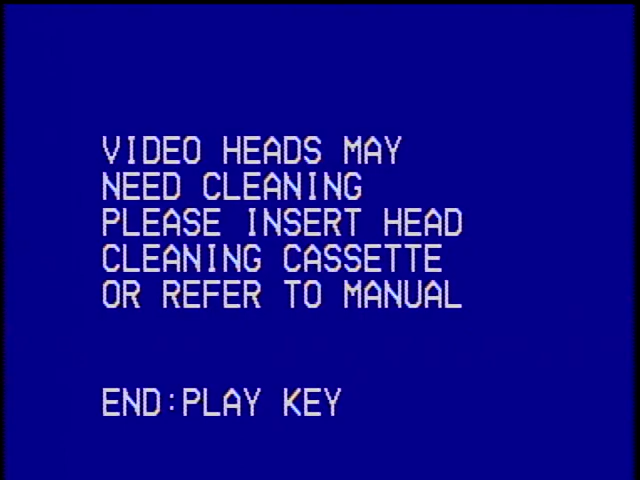 VIDEO HEADS MAY
NEED CLEANING
PLEASE INSERT HEAD
CLEANING CASSETTE
OR REFER TO MANUAL
END:PLAY KEY